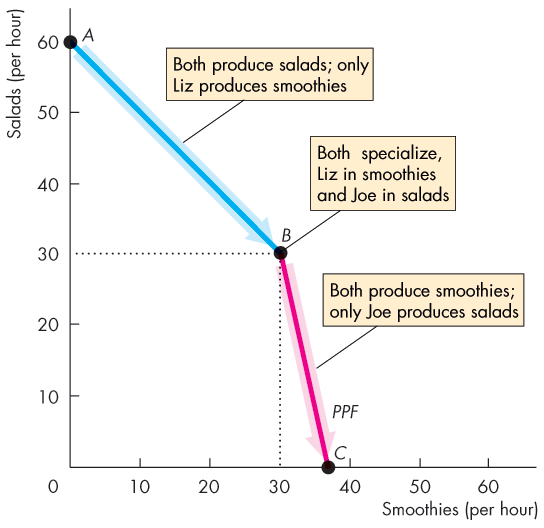 Salads (per hour)
60
A
Both produce salads; only
Liz produces smoothies
50
Both specialize,
Liz in smoothies
and Joe in salads
40
B
30
Both produce smoothies;
only Joe produces salads
20
10
PPF
C
0
10
20
30
40
50
60
Smoothies (per hour)